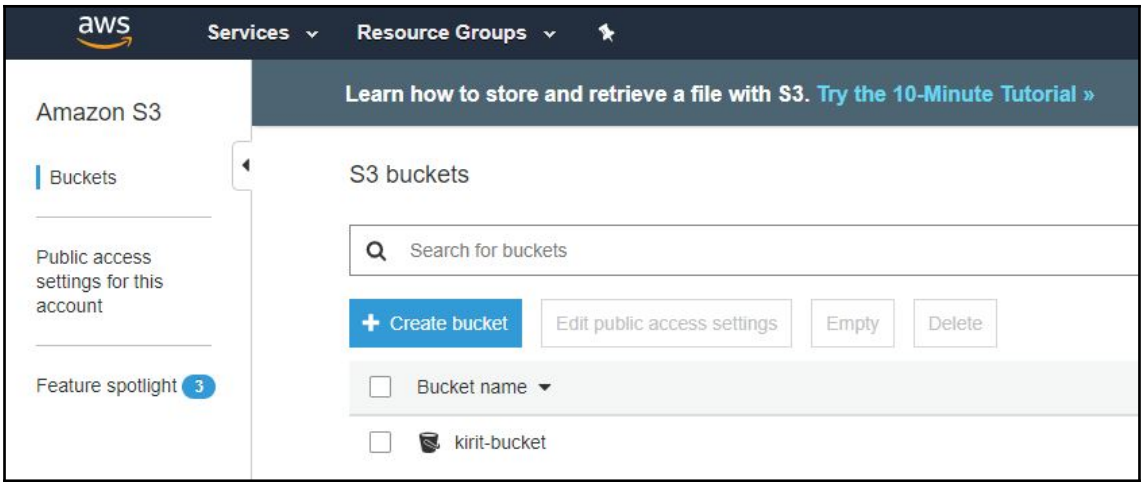 aws
Services
Resource Groups
Amazon S3
Buckets
Public access
settings for this
account
Feature spotlight 3
Learn how to store and retrieve a file with S3. Try the 10-Minute Tutorial »
S3 buckets
Search for buckets
+ Create bucket
Edit public access settings
Empty
Delete
Bucket name
kirit-bucket